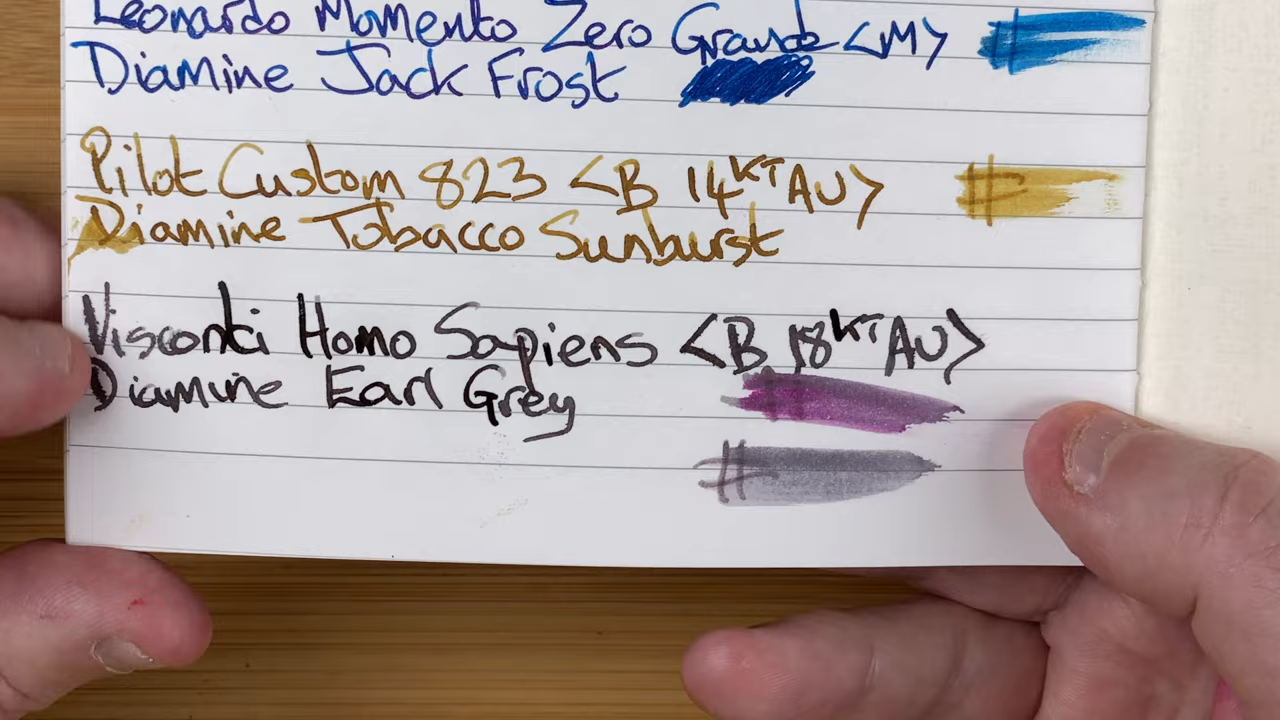 Leonardo Momento Zero Grande <M>
Diamine Jack Frost
Pilot Custom 823 <B 14KT AU>
Diamine Tobacco Sunburst
Visconti Homo Sapiens <B 18KT AU>
Diamine Earl Grey